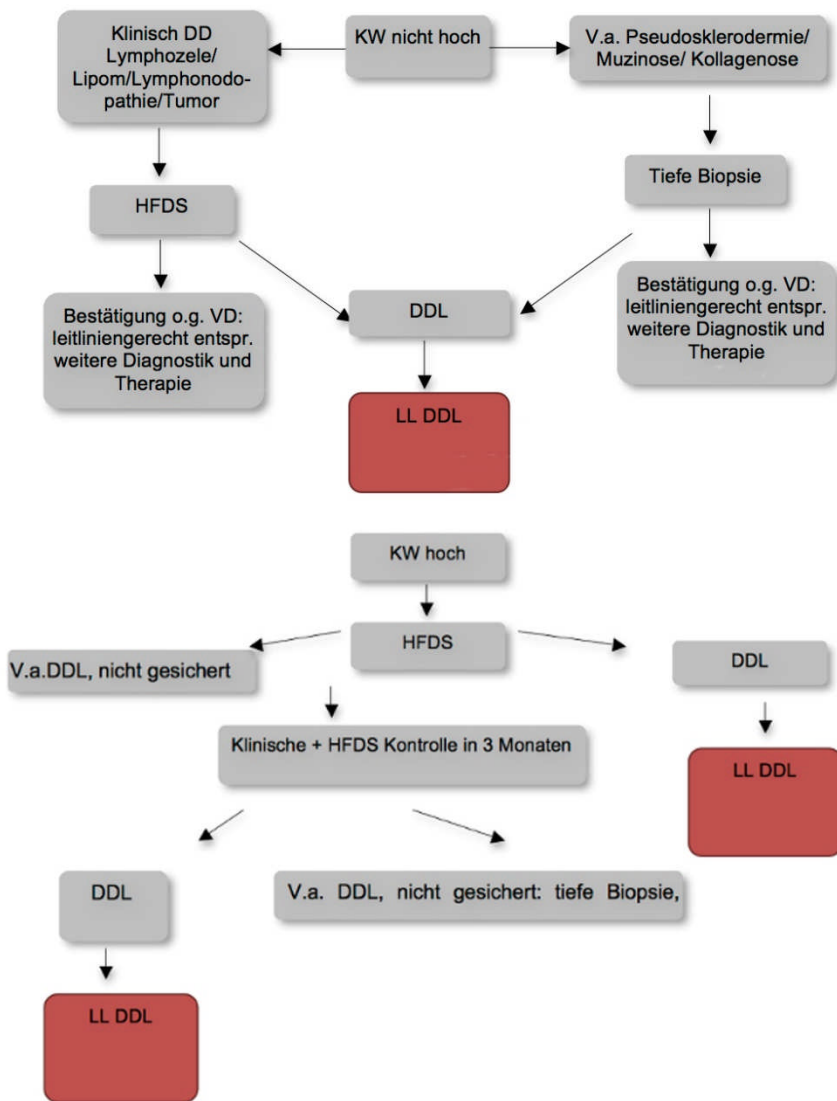 Klinisch DD
Lymphozele/
Lipom/Lymphonodo-
pathie/Tumor
KW nicht hoch
V.a. Pseudosklerodermie/
Muzinose/ Kollagenose
HFDS
Tiefe Biopsie
Bestätigung o.g. VD:
leitliniengerecht entspr.
weitere Diagnostik und
Therapie
DDL
Bestätigung o.g. VD:
leitliniengerecht entspr.
weitere Diagnostik und
Therapie
LL DDL
KW hoch
HFDS
V.a.DDL, nicht gesichert
DDL
Klinische + HFDS Kontrolle in 3 Monaten
LL DDL
DDL
V.a. DDL, nicht gesichert: tiefe Biopsie,
LL DDL